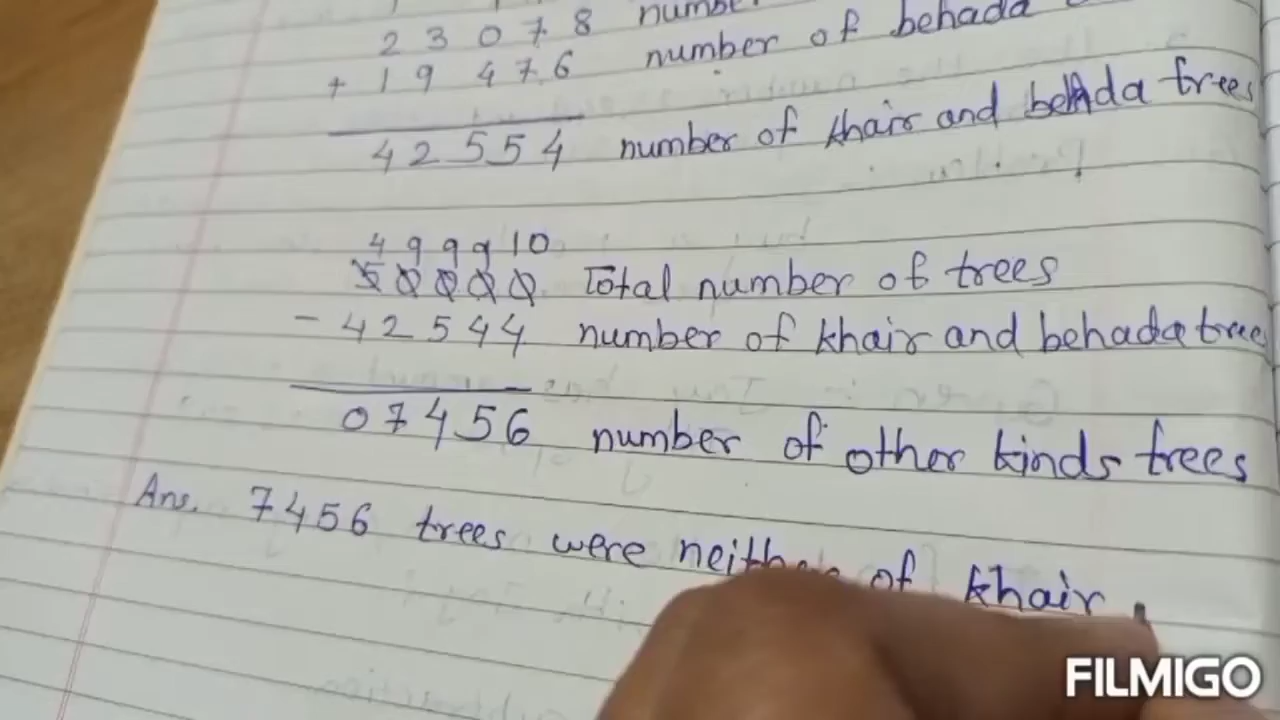 2 3 0 7 8
+ 1 9 4 7 6 number of behada
4 2 5 5 4 number of khair and behada trees
4 9 9 9 10
5 0 0 0 0 Total number of trees
- 4 2 5 4 4 number of khair and behada tree
0 7 4 5 6 number of other kinds trees
Ans. 7456 trees were neither of khair
FILMIGO